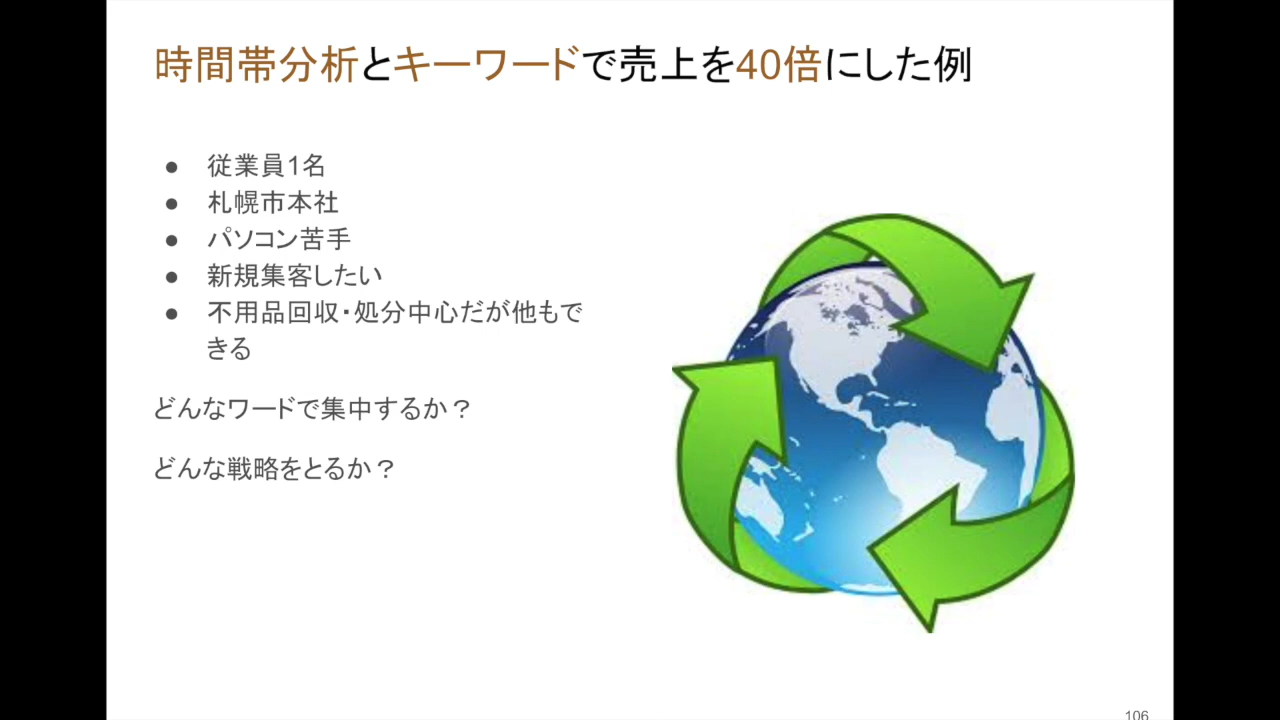 時間帯分析とキーワードで売上を40倍にした例
● 従業員1名
● 札幌市本社
● パソコン苦手
● 新規集客したい
● 不用品回収・処分中心だが他もで
きる
どんなワードで集中するか？
どんな戦略をとるか？
106